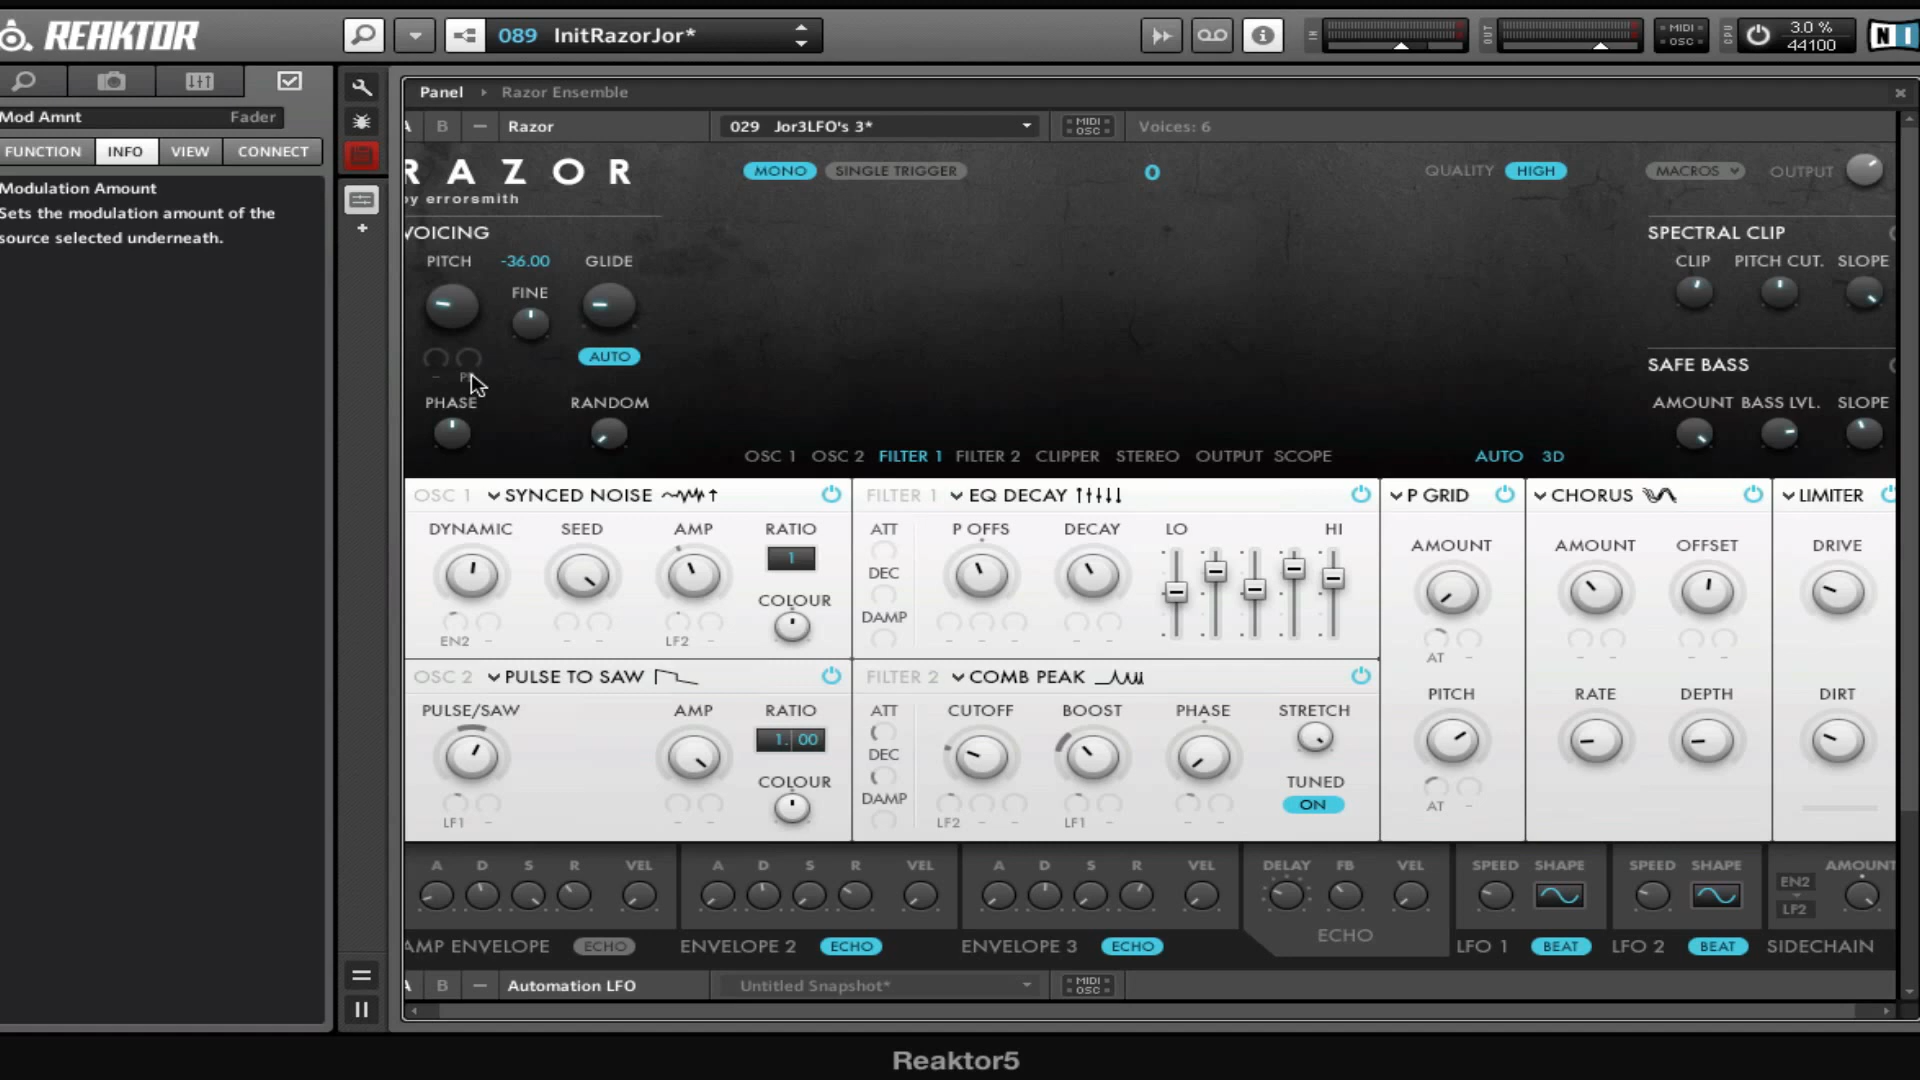 REAKTOR
089 InitRazorJor*
MIDI
OSC
3.0 %
44100
Mod Amnt Fader
FUNCTION INFO VIEW CONNECT
Modulation Amount
Sets the modulation amount of the
source selected underneath.
Panel Razor Ensemble
A B Razor 029 Jor3LFO's 3* MIDI OSC Voices: 6
RAZOR
by errorsmith
MONO SINGLE TRIGGER 0 QUALITY HIGH MACROS OUTPUT
VOICING
PITCH -36.00 GLIDE
FINE
AUTO
PHASE RANDOM
SPECTRAL CLIP
CLIP PITCH CUT. SLOPE
SAFE BASS
AMOUNT BASS LVL. SLOPE
OSC 1 OSC 2 FILTER 1 FILTER 2 CLIPPER STEREO OUTPUT SCOPE AUTO 3D
OSC 1 SYNCED NOISE
DYNAMIC SEED AMP RATIO
1
COLOUR
EN2 - - - LF2 -
FILTER 1 EQ DECAY
ATT P OFFS DECAY LO HI
DEC
DAMP
P GRID
AMOUNT
AT -
PITCH
AT -
CHORUS
AMOUNT OFFSET
RATE DEPTH
LIMITER
DRIVE
DIRT
OSC 2 PULSE TO SAW
PULSE/SAW AMP RATIO
1.00
COLOUR
LF1 - - -
FILTER 2 COMB PEAK
ATT CUTOFF BOOST PHASE STRETCH
DEC
TUNED
DAMP
ON
LF2 - - LF1 - - -
A D S R VEL A D S R VEL A D S R VEL DELAY FB VEL SPEED SHAPE SPEED SHAPE AMOUNT
EN2
LF2
ECHO
AMP ENVELOPE ECHO ENVELOPE 2 ECHO ENVELOPE 3 ECHO LFO 1 BEAT LFO 2 BEAT SIDECHAIN
A B Automation LFO Untitled Snapshot* MIDI OSC
Reaktor5